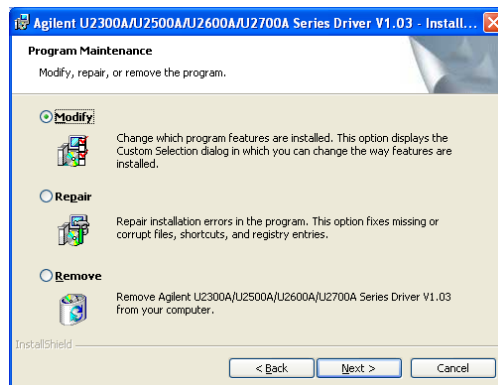 Agilent U2300A/U2500A/U2600A/U2700A Series Driver V1.03 - Install...
Program Maintenance
Modify, repair, or remove the program.
Modify
Change which program features are installed. This option displays the
Custom Selection dialog in which you can change the way features are
installed.
Repair
Repair installation errors in the program. This option fixes missing or
corrupt files, shortcuts, and registry entries.
Remove
Remove Agilent U2300A/U2500A/U2600A/U2700A Series Driver V1.03
from your computer.
InstallShield
< Back Next > Cancel